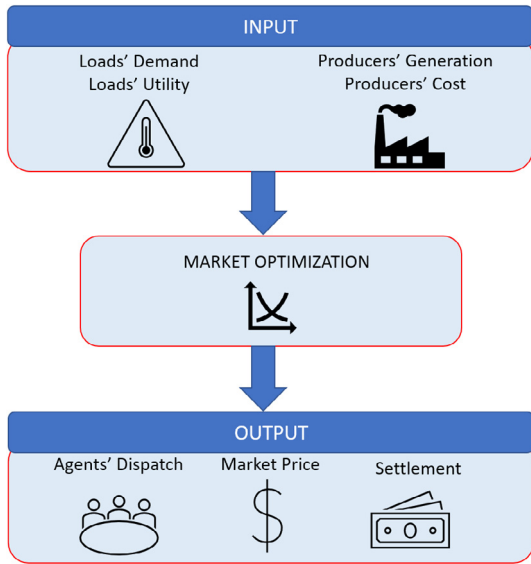 INPUT
Loads' Demand
Loads' Utility
Producers' Generation
Producers' Cost
MARKET OPTIMIZATION
OUTPUT
Agents' Dispatch
Market Price
Settlement